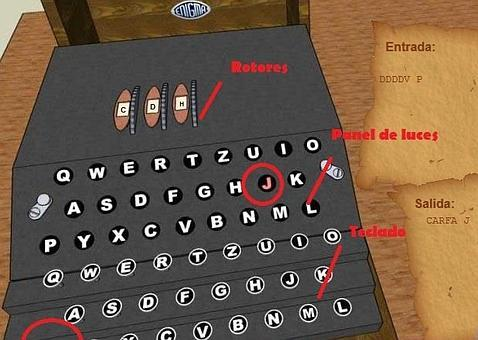 ENIGMA
Entrada:
Rotores
DDDDV P
C D H
Panel de luces
Q W E R T Z U I O
A S D F G H J K
P Y X C V B N M L
Salida:
CARFA J
Teclado
Q W E R T Z U I O
A S D F G H J K
X C V B N M L